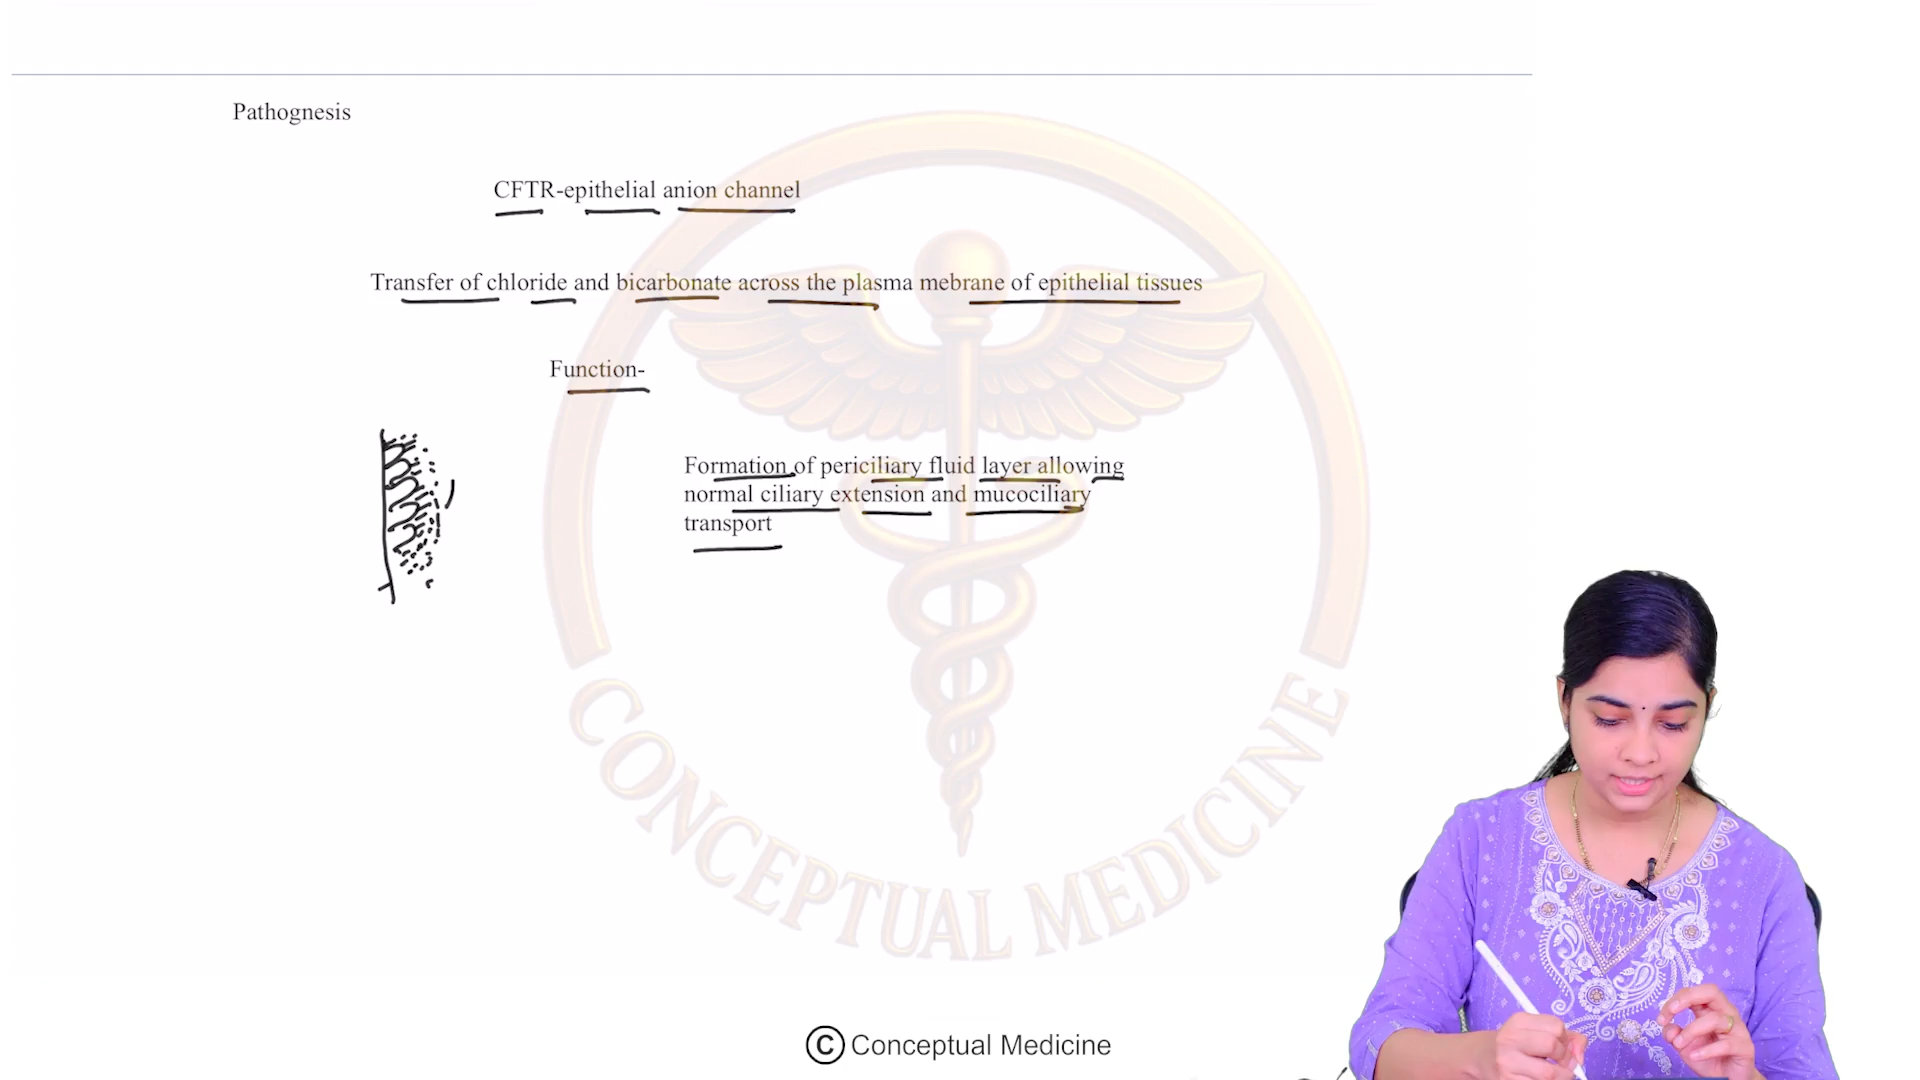 Pathognesis
CFTR-epithelial anion channel
Transfer of chloride and bicarbonate across the plasma mebrane of epithelial tissues
Function-
Formation of periciliary fluid layer allowing
normal ciliary extension and mucociliary
transport
CONCEPTUAL MEDICINE
© Conceptual Medicine